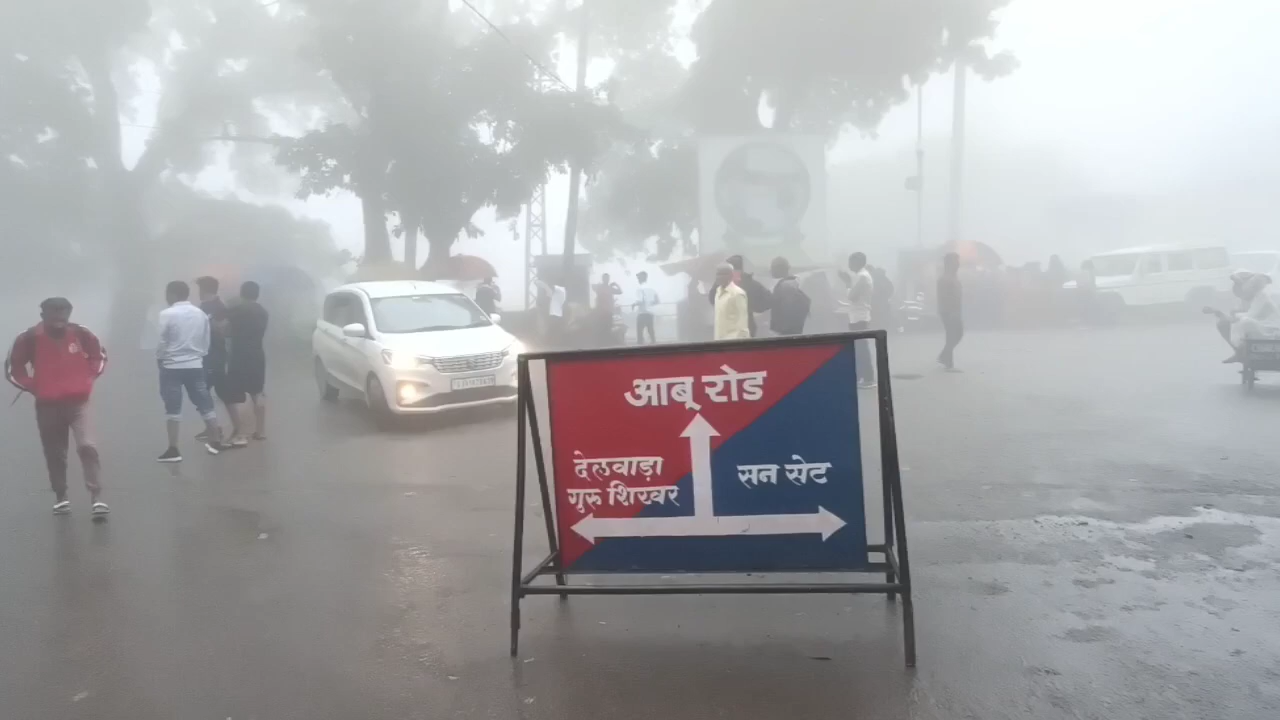 आबू रोड
देलवाड़ा
गुरु शिखर
सन सेट